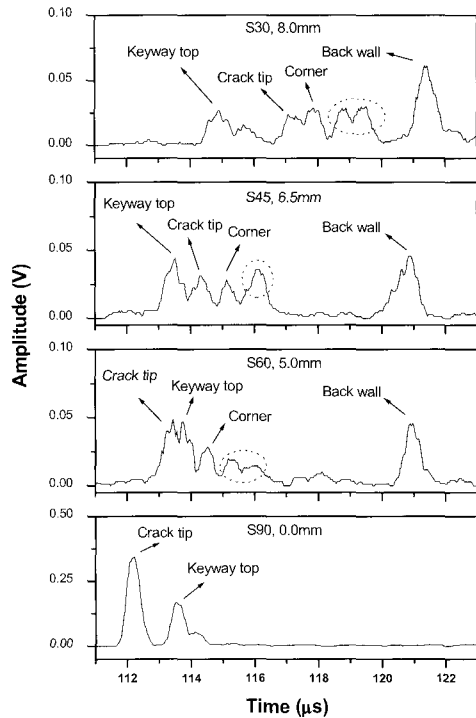 S30, 8.0mm
Back wall
Keyway top
Corner
Crack tip
0.10
0.05
0.00
S45, 6.5mm
Keyway top
Crack tip
Back wall
Corner
0.10
0.05
0.00
S60, 5.0mm
Crack tip
Keyway top
Back wall
Corner
0.10
0.05
0.00
S90, 0.0mm
Crack tip
Keyway top
0.50
0.25
0.00
112 114 116 118 120 122
Time (μs)
Amplitude (V)